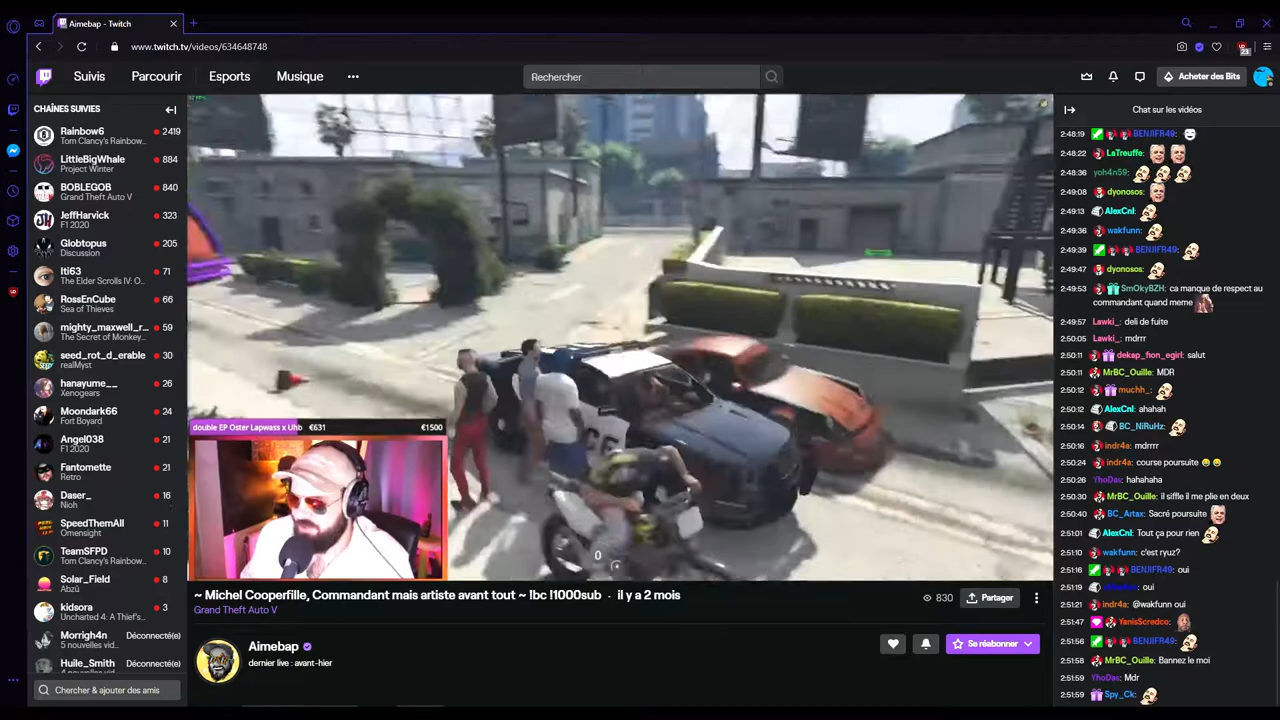 Aimebap - Twitch
www.twitch.tv/videos/634648748
23
Suivis
Parcourir
Esports
Musique
Rechercher
Acheter des Bits
CHAÎNES SUIVIES
Rainbow6
2419
Tom Clancy's Rainbow...
LittleBigWhale
884
Project Winter
BOBLEGOB
840
Grand Theft Auto V
JeffHarvick
323
F1 2020
Globtopus
205
Discussion
Iti63
71
The Elder Scrolls IV: O...
RossEnCube
66
Sea of Thieves
mighty_maxwell_r...
59
The Secret of Monkey...
seed_rot_d_erable
30
realMyst
hanayume__
26
Xenogears
Moondark66
24
Fort Boyard
Angel038
21
F1 2020
Fantomette
21
Retro
Daser_
16
Nioh
SpeedThemAll
11
Omensight
TeamSFPD
10
Tom Clancy's Rainbow...
Solar_Field
8
Abzû
kidsora
6
Uncharted 4: A Thief's...
Morrigh4n
Déconnecté(e)
5 nouvelles vid...
Huile_Smith
Déconnecté(e)
Chercher & ajouter des amis
double EP Oster Lapwass x Uhb €631 €1500
66
0
~ Michel Cooperfille, Commandant mais artiste avant tout ~ !bc !1000sub · il y a 2 mois
Grand Theft Auto V
830
Partager
Aimebap
dernier live : avant-hier
Se réabonner
Chat sur les vidéos
2:48:19 BENJIFR49:
2:48:22 LaTreuffe:
2:48:36 yoh4n59:
2:49:08 dyonosos:
2:49:13 AlexCnl:
2:49:36 wakfunn:
2:49:39 BENJIFR49:
2:49:47 dyonosos:
2:49:53 SmOkyBZH: ca manque de respect au
commandant quand meme
2:49:57 Lawki_: deli de fuite
2:50:05 Lawki_: mdrrr
2:50:11 dekap_fion_egirl: salut
2:50:11 MrBC_Ouille: MDR
2:50:12 muchh_:
2:50:12 AlexCnl: ahahah
2:50:14 BC_NiRuHz:
2:50:16 indr4a: mdrrrr
2:50:24 indr4a: course poursuite
2:50:26 YhoDas: hahahaha
2:50:30 MrBC_Ouille: il siffle il me plie en deux
2:50:40 BC_Artax: Sacré poursuite
2:51:01 AlexCnl: Tout ça pour rien
2:51:10 wakfunn: c'est ryuz?
2:51:16 BENJIFR49: oui
2:51:19 oui
2:51:21 indr4a: @wakfunn oui
2:51:47 YanisScredco:
2:51:56 BENJIFR49:
2:51:58 MrBC_Ouille: Bannez le moi
2:51:59 YhoDas: Mdr
2:51:59 Spy_Ck: